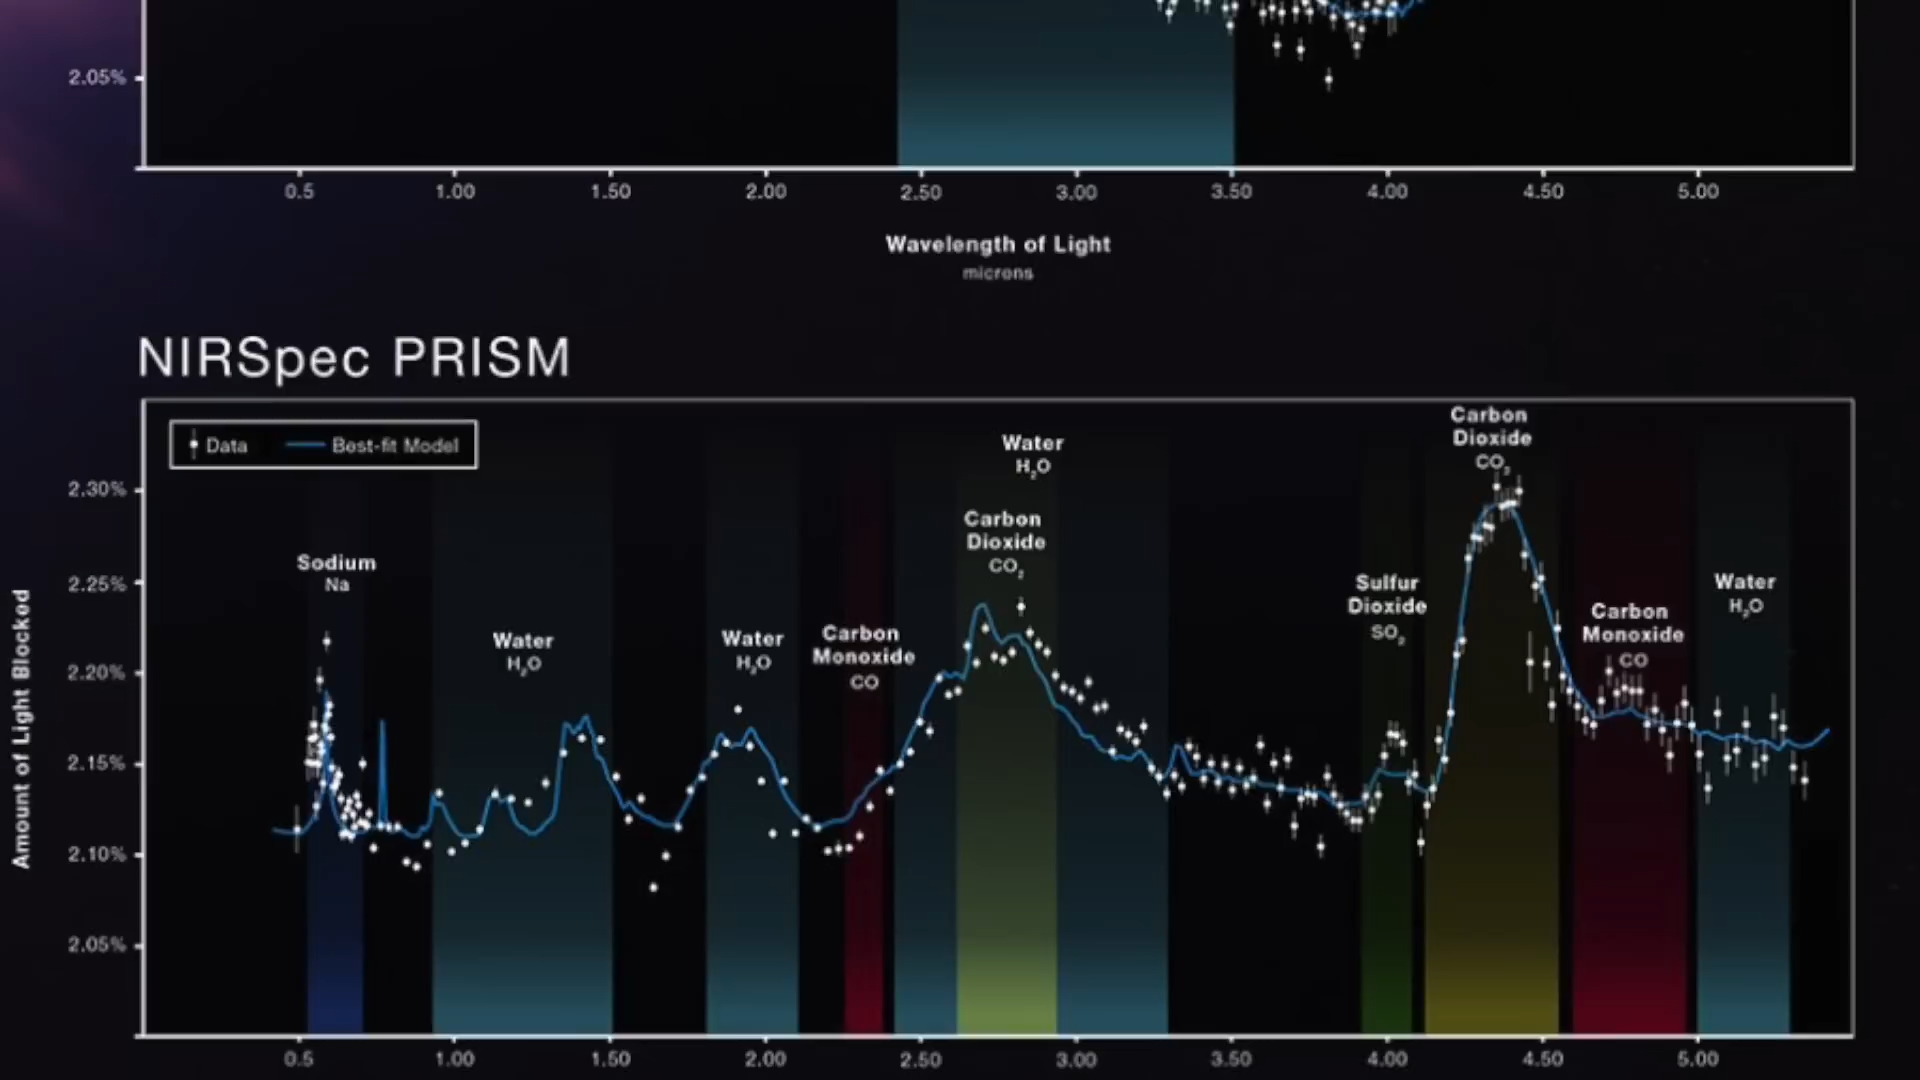 2.05%
0.5 1.00 1.50 2.00 2.50 3.00 3.50 4.00 4.50 5.00
Wavelength of Light
microns
NIRSpec PRISM
Data Best-fit Model
Amount of Light Blocked
2.30%
2.25%
2.20%
2.15%
2.10%
2.05%
Sodium
Na
Water
H₂O
Water
H₂O
Carbon
Monoxide
CO
Water
H₂O
Carbon
Dioxide
CO₂
Sulfur
Dioxide
SO₂
Carbon
Dioxide
CO₂
Carbon
Monoxide
CO
Water
H₂O
0.5 1.00 1.50 2.00 2.50 3.00 3.50 4.00 4.50 5.00